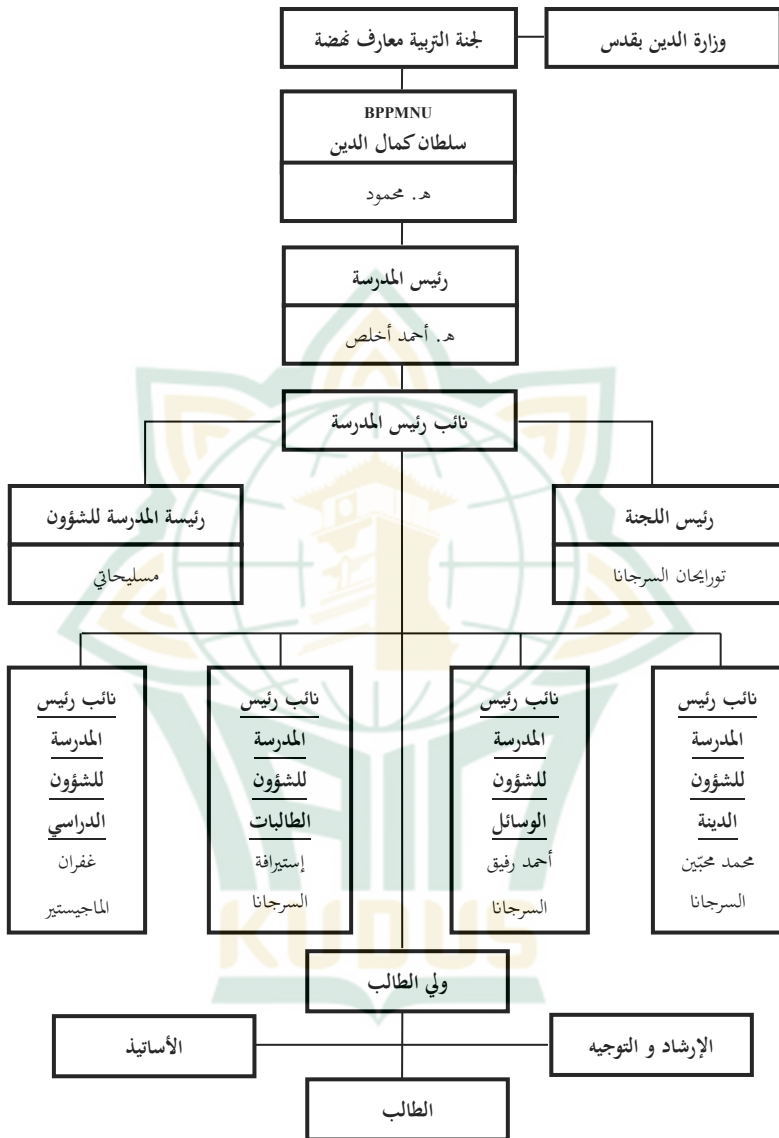 وزارة الدين بقدس
لجنة التربية معارف نهضة
BPPMNU
سلطان كمال الدين
هـ. محمود
رئيس المدرسة
هـ. أحمد أخلص
نائب رئيس المدرسة
رئيس اللجنة
تورايحان السرجانا
رئيسة المدرسة للشؤون
مسليحاتي
نائب رئيس
المدرسة
للشؤون
الدينة
محمد محبّين
السرجانا
نائب رئيس
المدرسة
للشؤون
الوسائل
أحمد رفيق
السرجانا
نائب رئيس
المدرسة
للشؤون
الطالبات
إستيرافة
السرجانا
نائب رئيس
المدرسة
للشؤون
الدراسي
غفران
الماجيستير
KUDUS
ولي الطالب
الإرشاد و التوجيه
الأساتيذ
الطالب